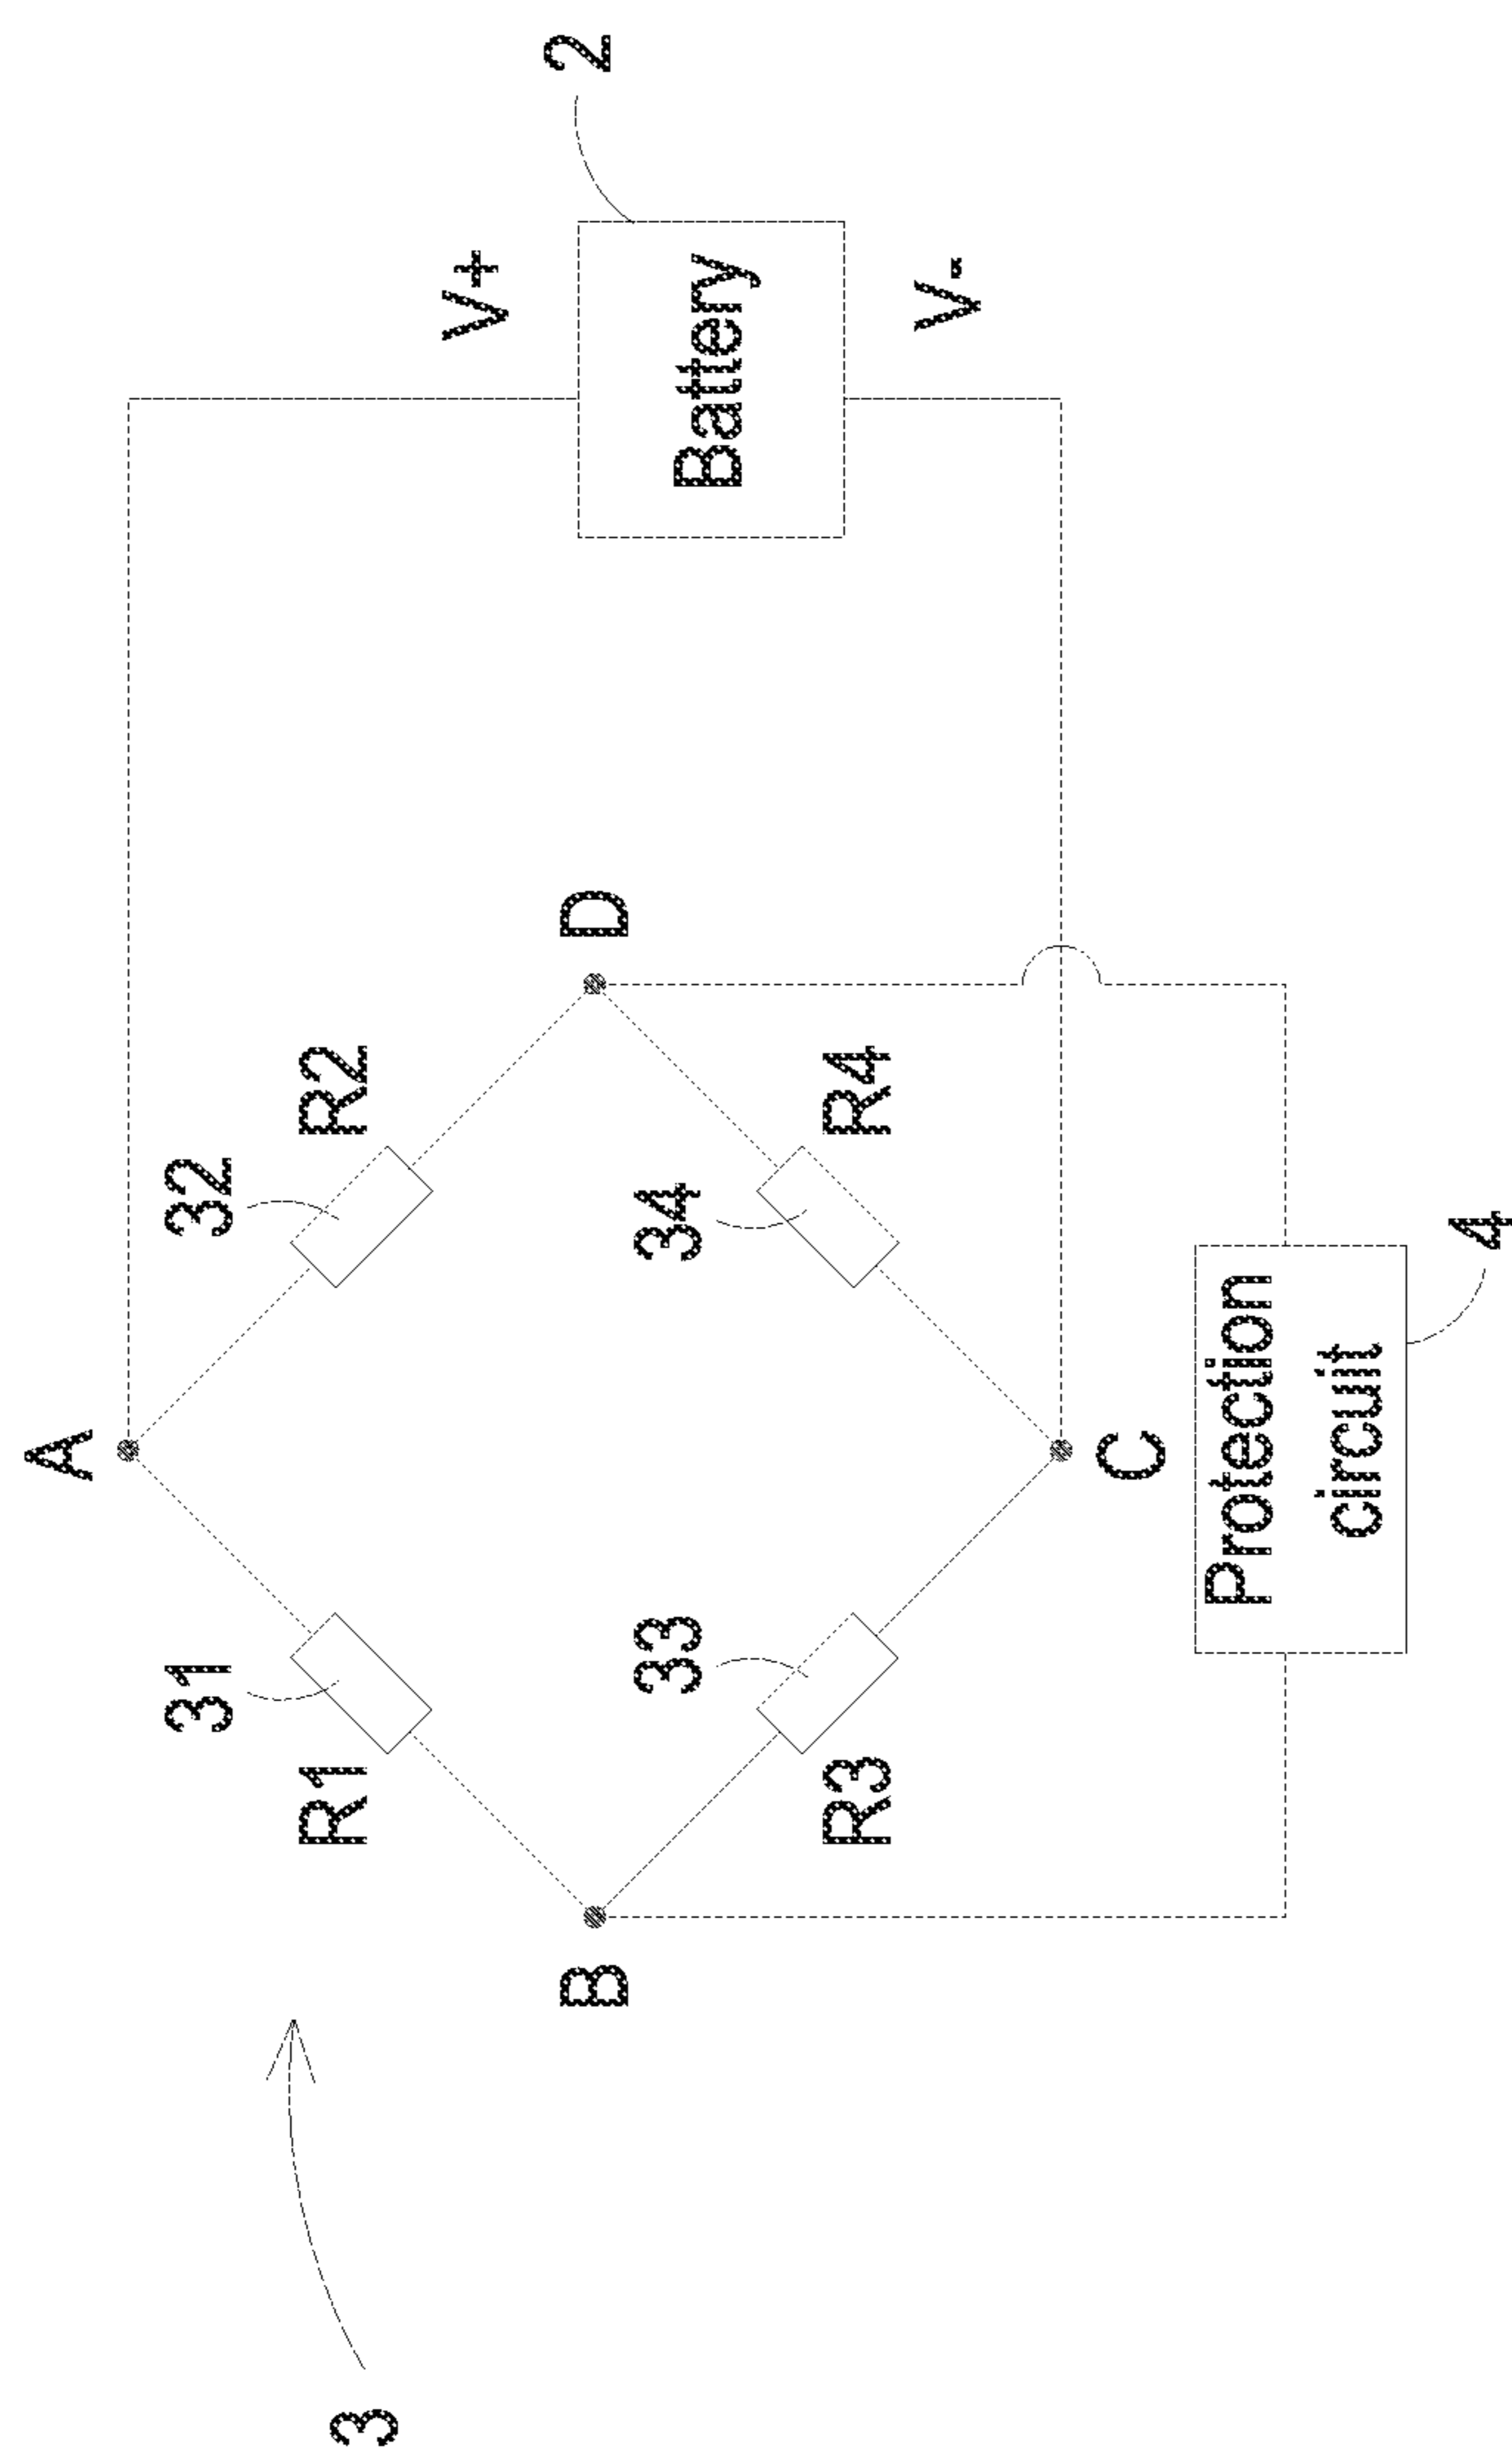 A
31
32
R1
R2
3
V+
2
B
D
33
34
Battery
R3
R4
V-
C
Protection
circuit
4